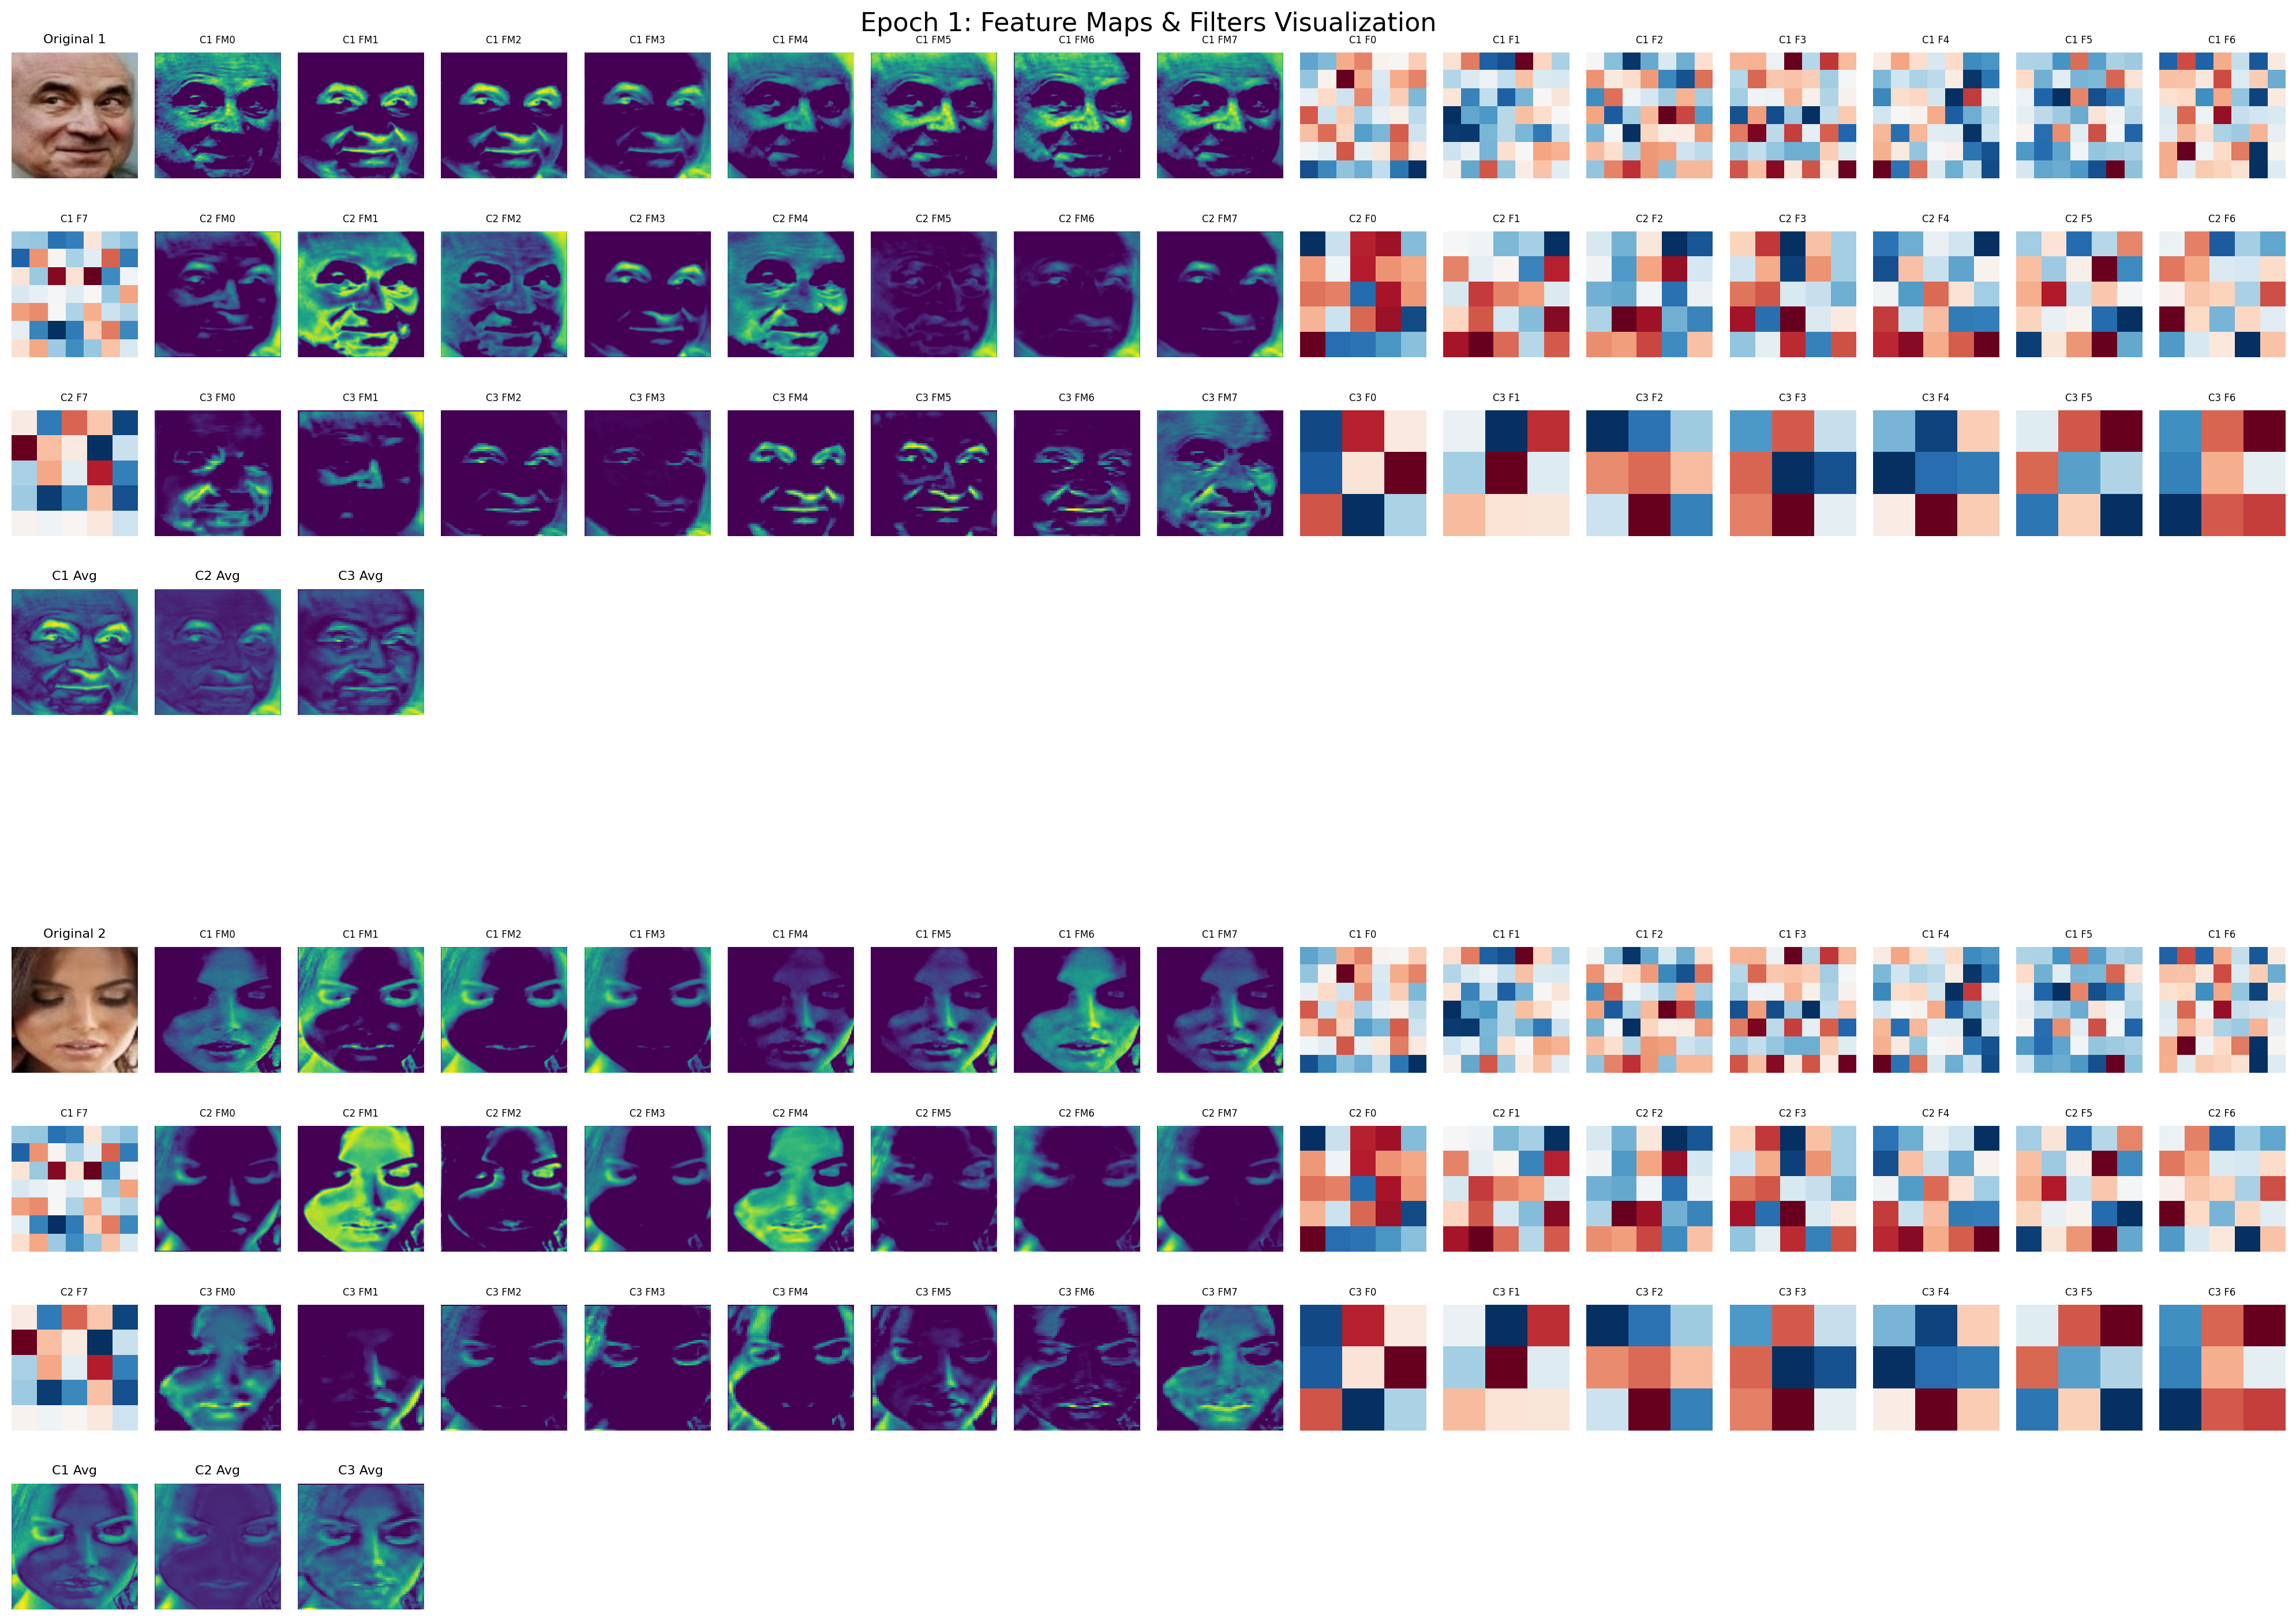 Epoch 1: Feature Maps & Filters Visualization
Original 1 C1 FM0 C1 FM1 C1 FM2 C1 FM3 C1 FM4 C1 FM5 C1 FM6 C1 FM7 C1 F0 C1 F1 C1 F2 C1 F3 C1 F4 C1 F5 C1 F6
C1 F7 C2 FM0 C2 FM1 C2 FM2 C2 FM3 C2 FM4 C2 FM5 C2 FM6 C2 FM7 C2 F0 C2 F1 C2 F2 C2 F3 C2 F4 C2 F5 C2 F6
C2 F7 C3 FM0 C3 FM1 C3 FM2 C3 FM3 C3 FM4 C3 FM5 C3 FM6 C3 FM7 C3 F0 C3 F1 C3 F2 C3 F3 C3 F4 C3 F5 C3 F6
C1 Avg C2 Avg C3 Avg
Original 2 C1 FM0 C1 FM1 C1 FM2 C1 FM3 C1 FM4 C1 FM5 C1 FM6 C1 FM7 C1 F0 C1 F1 C1 F2 C1 F3 C1 F4 C1 F5 C1 F6
C1 F7 C2 FM0 C2 FM1 C2 FM2 C2 FM3 C2 FM4 C2 FM5 C2 FM6 C2 FM7 C2 F0 C2 F1 C2 F2 C2 F3 C2 F4 C2 F5 C2 F6
C2 F7 C3 FM0 C3 FM1 C3 FM2 C3 FM3 C3 FM4 C3 FM5 C3 FM6 C3 FM7 C3 F0 C3 F1 C3 F2 C3 F3 C3 F4 C3 F5 C3 F6
C1 Avg C2 Avg C3 Avg